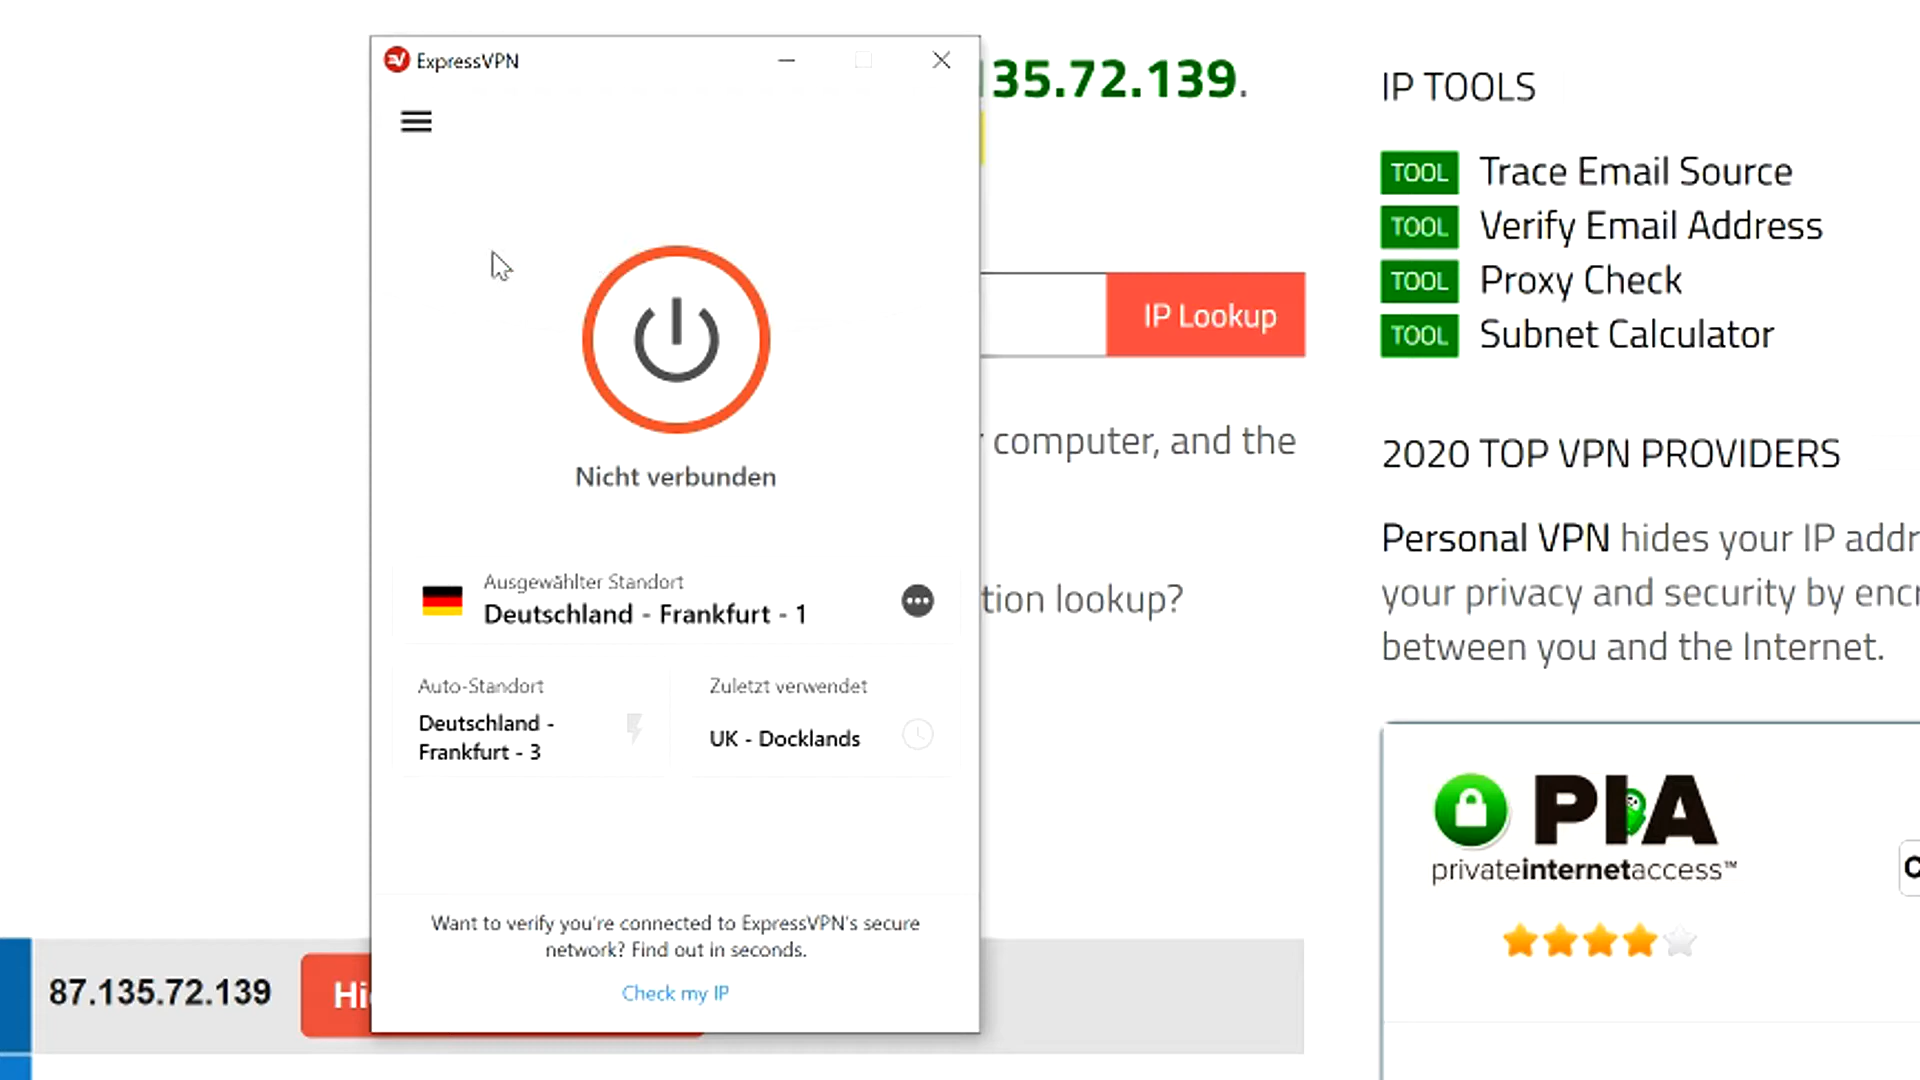 ExpressVPN
Nicht verbunden
Ausgewählter Standort
Deutschland - Frankfurt - 1
Auto-Standort
Deutschland -
Frankfurt - 3
Zuletzt verwendet
UK - Docklands
Want to verify you're connected to ExpressVPN's secure
network? Find out in seconds.
Check my IP
35.72.139.
IP Lookup
computer, and the
tion lookup?
87.135.72.139
Hi
IP TOOLS
TOOL Trace Email Source
TOOL Verify Email Address
TOOL Proxy Check
TOOL Subnet Calculator
2020 TOP VPN PROVIDERS
Personal VPN hides your IP addr
your privacy and security by encr
between you and the Internet.
PIA
privateinternetaccess™